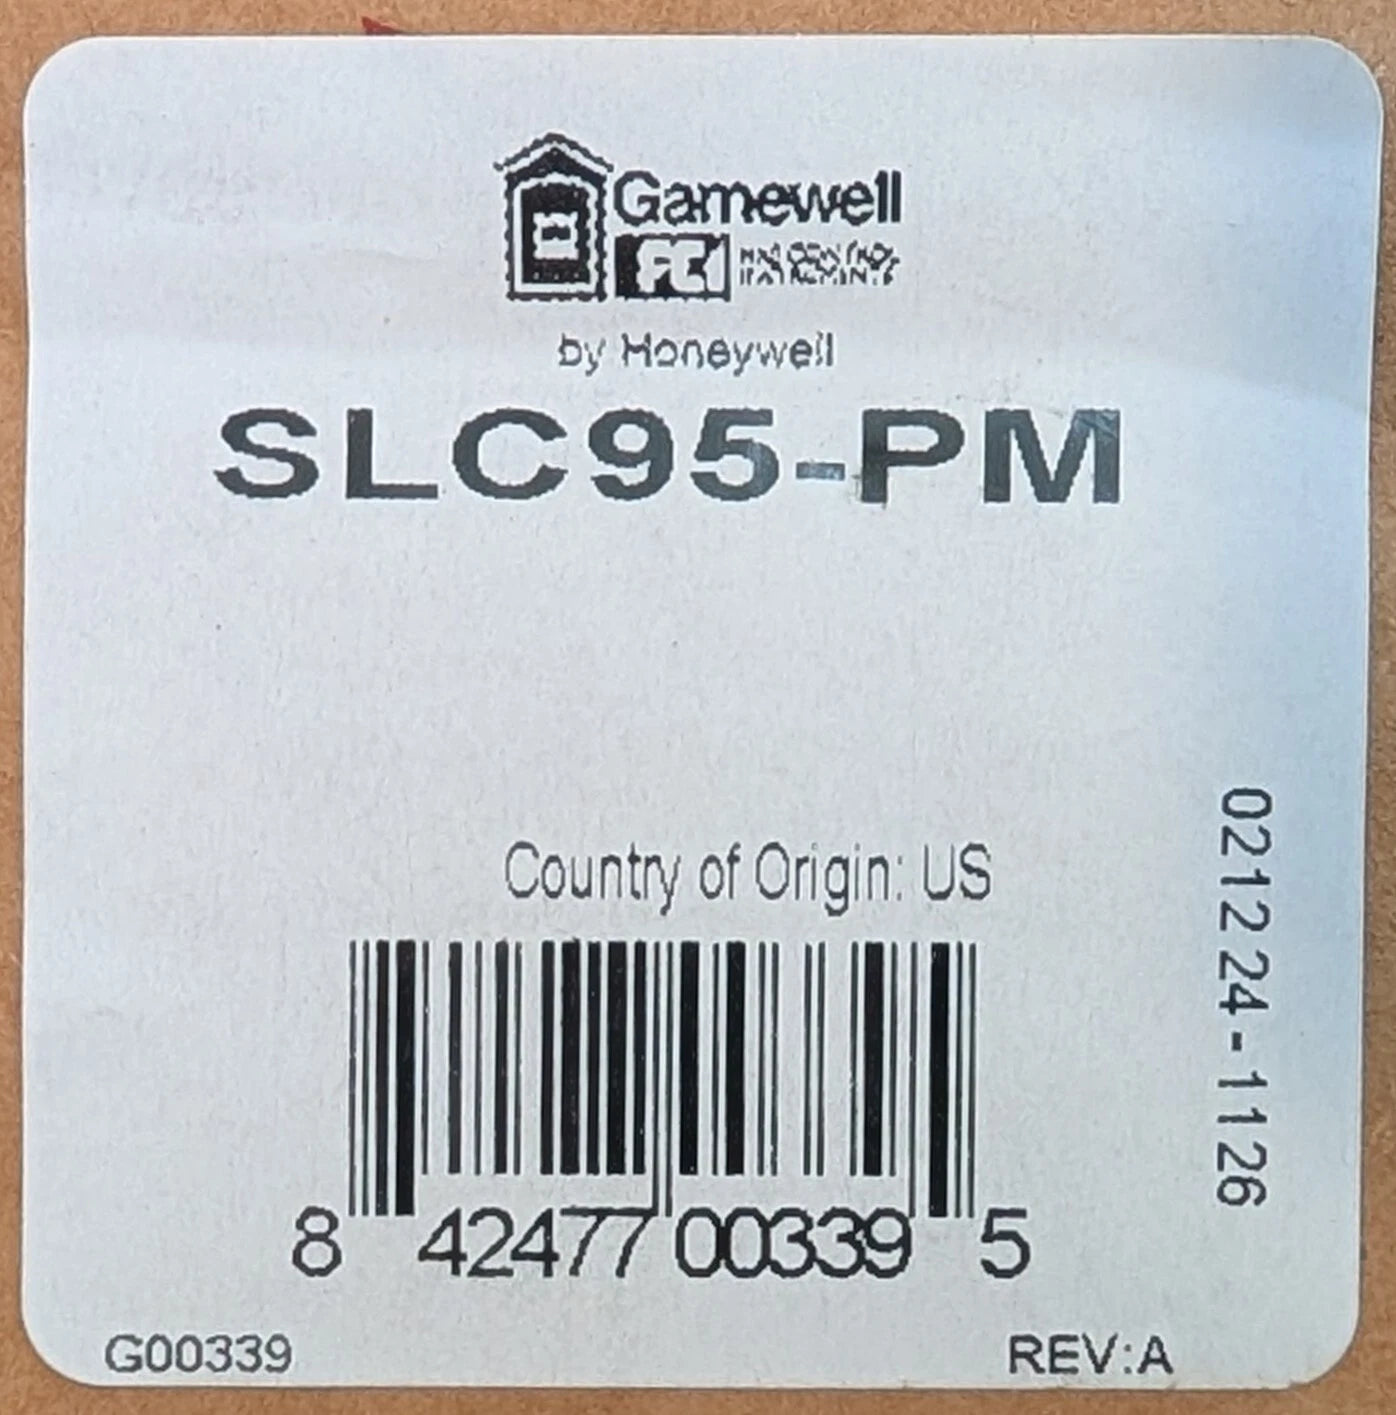 Gamewell
FCI
by Honeywell
SLC95-PM
Country of Origin: US
021224-1126
8 42477 00339 5
G00339
REV:A